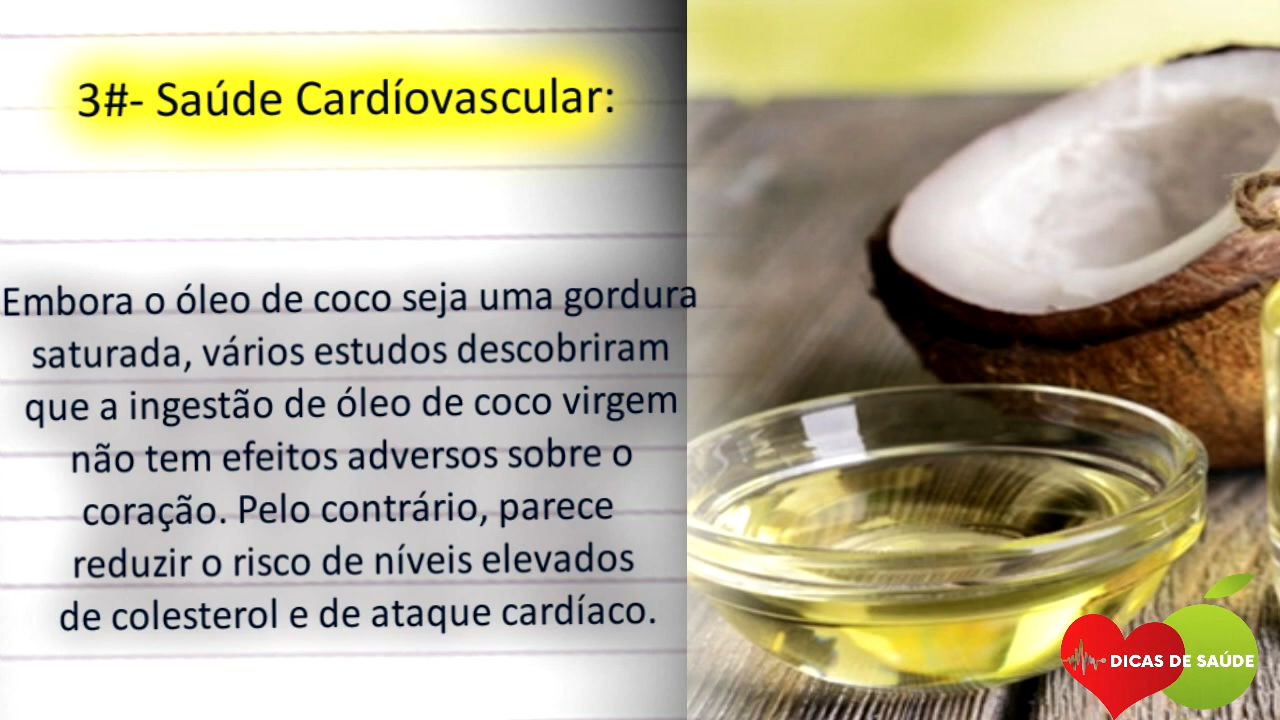 3#- Saúde Cardíovascular:
Embora o óleo de coco seja uma gordura
saturada, vários estudos descobriram
que a ingestão de óleo de coco virgem
não tem efeitos adversos sobre o
coração. Pelo contrário, parece
reduzir o risco de níveis elevados
de colesterol e de ataque cardíaco.
DICAS DE SAÚDE